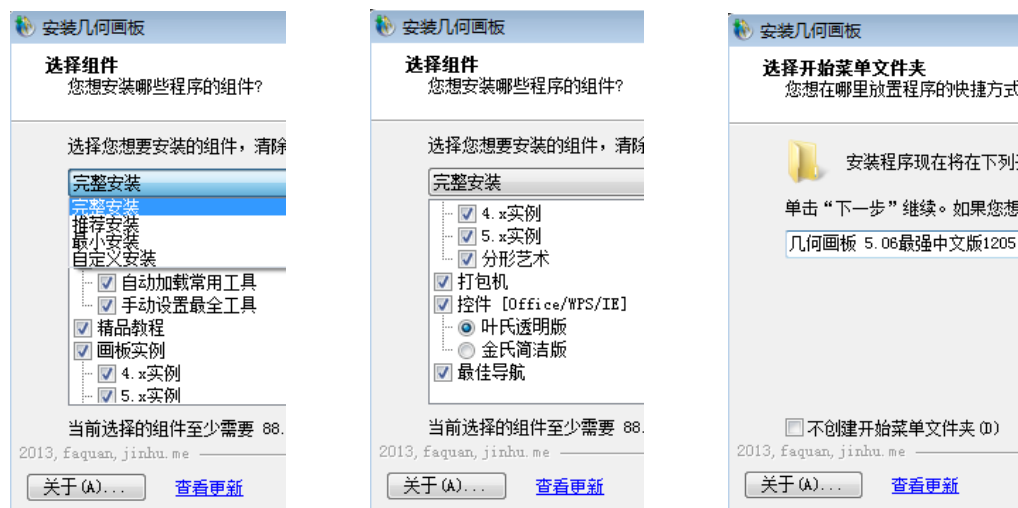 安装几何画板
选择组件
您想安装哪些程序的组件?
选择您想要安装的组件，清除
完整安装
完整安装
推荐安装
最小安装
自定义安装
自动加载常用工具
手动设置最全工具
精品教程
画板实例
4.x实例
5.x实例
当前选择的组件至少需要 88.
2013, faquan, jinhu.me
关于(A)...
查看更新
安装几何画板
选择组件
您想安装哪些程序的组件?
选择您想要安装的组件，清除
完整安装
4.x实例
5.x实例
分形艺术
打包机
控件 [Office/WPS/IE]
叶氏透明版
金氏简洁版
最佳导航
当前选择的组件至少需要 88.
2013, faquan, jinhu.me
关于(A)...
查看更新
安装几何画板
选择开始菜单文件夹
您想在哪里放置程序的快捷方式
安装程序现在将在下列
单击“下一步”继续。如果您想
几何画板 5.06最强中文版1205
不创建开始菜单文件夹(D)
2013, faquan, jinhu.me
关于(A)...
查看更新